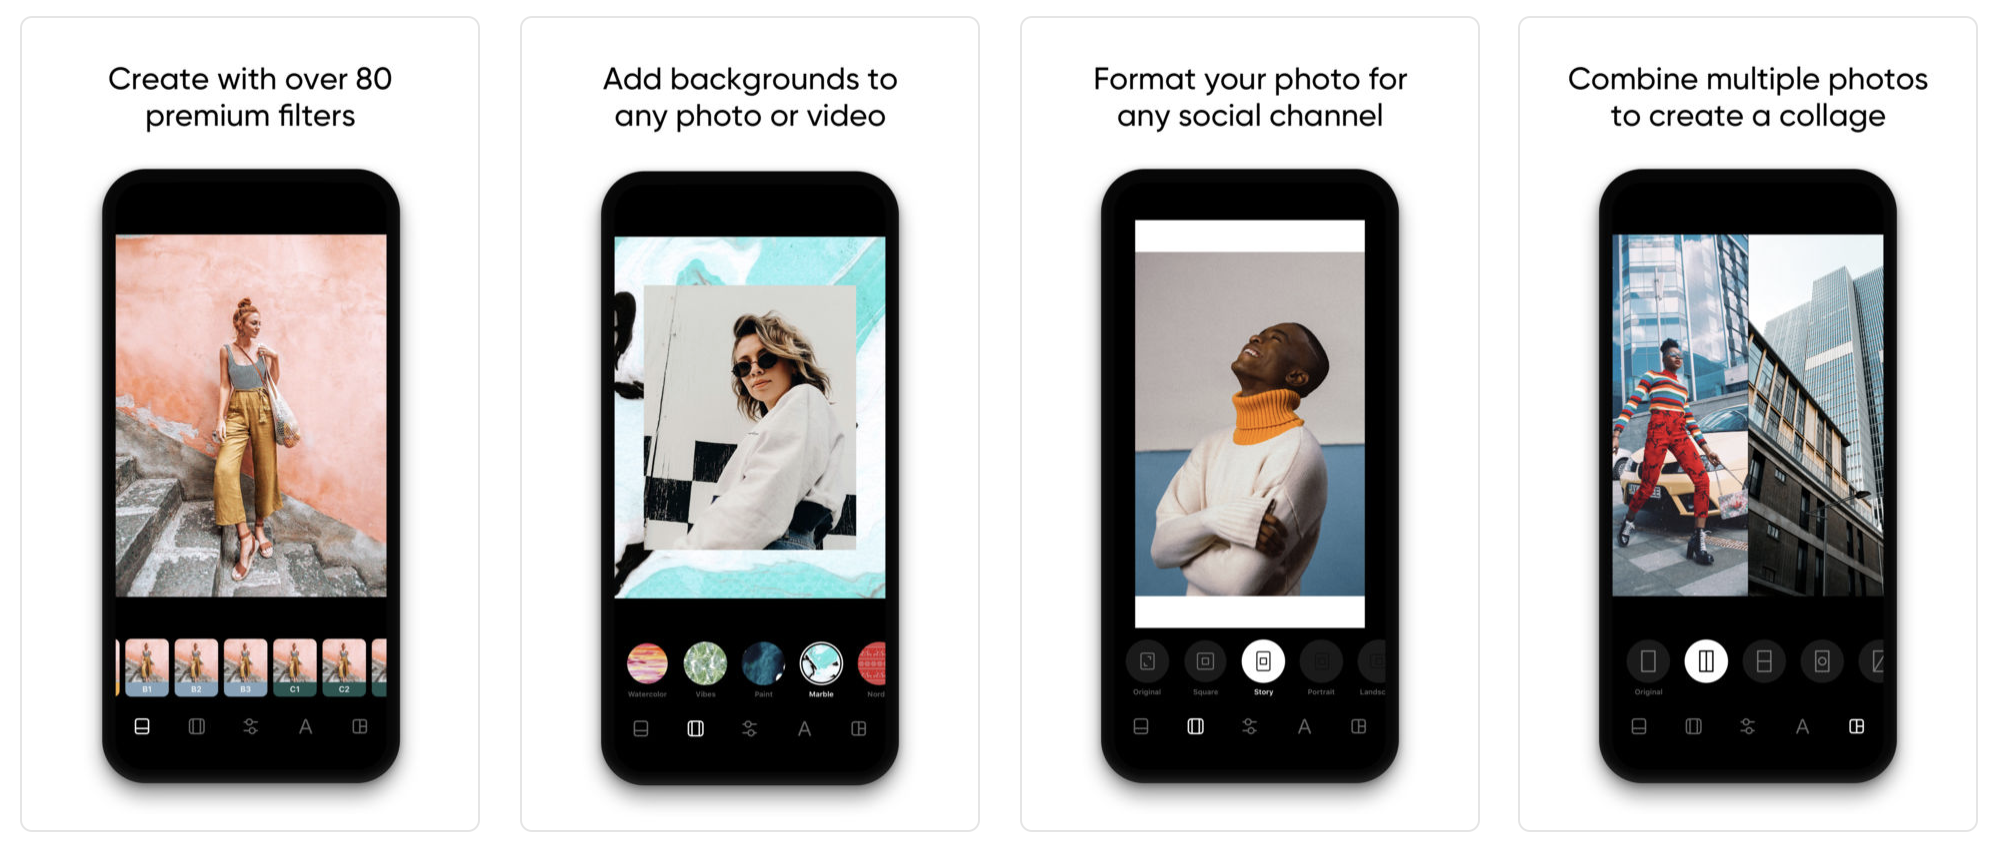 Create with over 80
premium filters
B1 B2 B3 C1 C2
A
Add backgrounds to
any photo or video
Watercolor Vibes Paint Marble Nord
A
Format your photo for
any social channel
Original Square Story Portrait Landsc
A
Combine multiple photos
to create a collage
Original
A